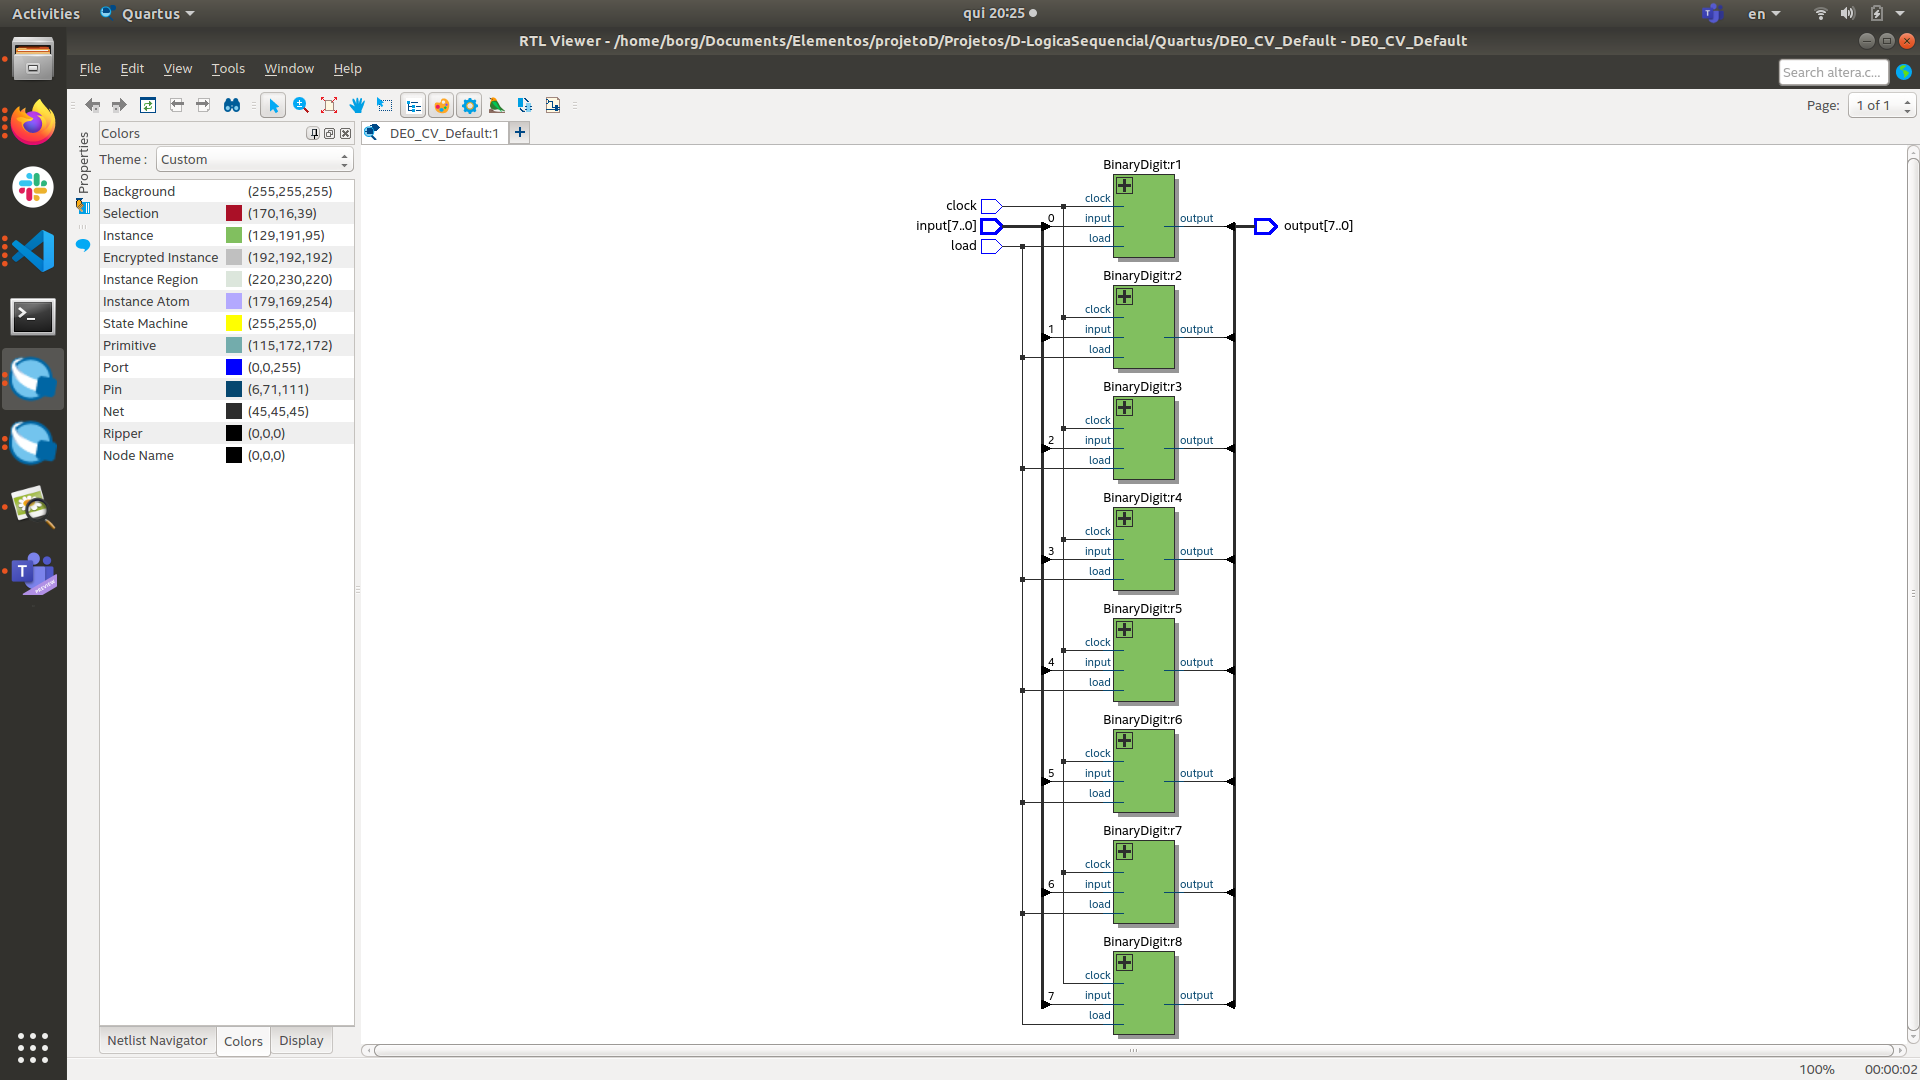 Activities Quartus qui 20:25 en
RTL Viewer - /home/borg/Documents/Elementos/projetoD/Projetos/D-LogicaSequencial/Quartus/DE0_CV_Default - DE0_CV_Default
File Edit View Tools Window Help Search altera.c...
Page: 1 of 1
Properties
Colors
Theme : Custom
Background (255,255,255)
Selection (170,16,39)
Instance (129,191,95)
Encrypted Instance (192,192,192)
Instance Region (220,230,220)
Instance Atom (179,169,254)
State Machine (255,255,0)
Primitive (115,172,172)
Port (0,0,255)
Pin (6,71,111)
Net (45,45,45)
Ripper (0,0,0)
Node Name (0,0,0)
Netlist Navigator Colors Display
DE0_CV_Default:1
BinaryDigit:r1
clock clock
input[7..0] 0 input output output[7..0]
load load
BinaryDigit:r2
clock
1 input output
load
BinaryDigit:r3
clock
2 input output
load
BinaryDigit:r4
clock
3 input output
load
BinaryDigit:r5
clock
4 input output
load
BinaryDigit:r6
clock
5 input output
load
BinaryDigit:r7
clock
6 input output
load
BinaryDigit:r8
clock
7 input output
load
100% 00:00:02